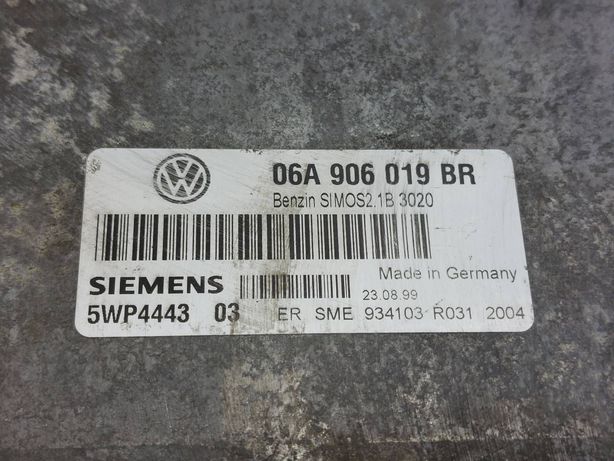 06A 906 019 BR
Benzin SIMOS2.1B 3020
Made in Germany
SIEMENS
23.08.99
5WP4443 03 ER SME 934103 R031 2004